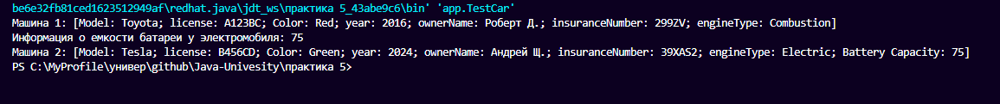 be6e32fb81ced1623512949af\redhat.java\jdt_ws\практика 5_43abe9c6\bin' 'app.TestCar'
Машина 1: [Model: Toyota; license: A123BC; Color: Red; year: 2016; ownerName: Роберт Д.; insuranceNumber: 299ZV; engineType: Combustion]
Информация о емкости батареи у электромобиля: 75
Машина 2: [Model: Tesla; license: B456CD; Color: Green; year: 2024; ownerName: Андрей Щ.; insuranceNumber: 39XAS2; engineType: Electric; Battery Capacity: 75]
PS C:\MyProfile\универ\github\Java-Univesity\практика 5>